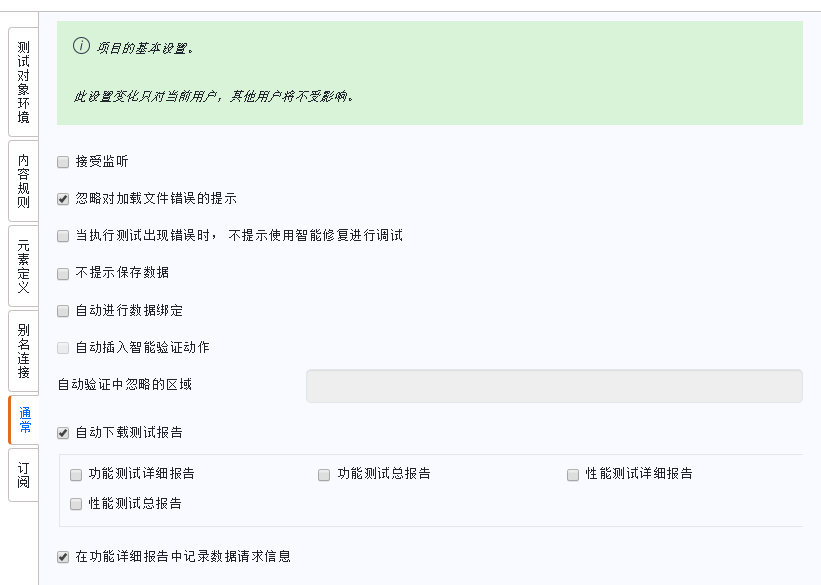 测试对象环境
内容规则
元素定义
别名连接
通常
订阅
项目的基本设置。
此设置变化只对当前用户，其他用户将不受影响。
接受监听
忽略对加载文件错误的提示
当执行测试出现错误时， 不提示使用智能修复进行调试
不提示保存数据
自动进行数据绑定
自动插入智能验证动作
自动验证中忽略的区域
自动下载测试报告
功能测试详细报告 功能测试总报告 性能测试详细报告
性能测试总报告
在功能详细报告中记录数据请求信息